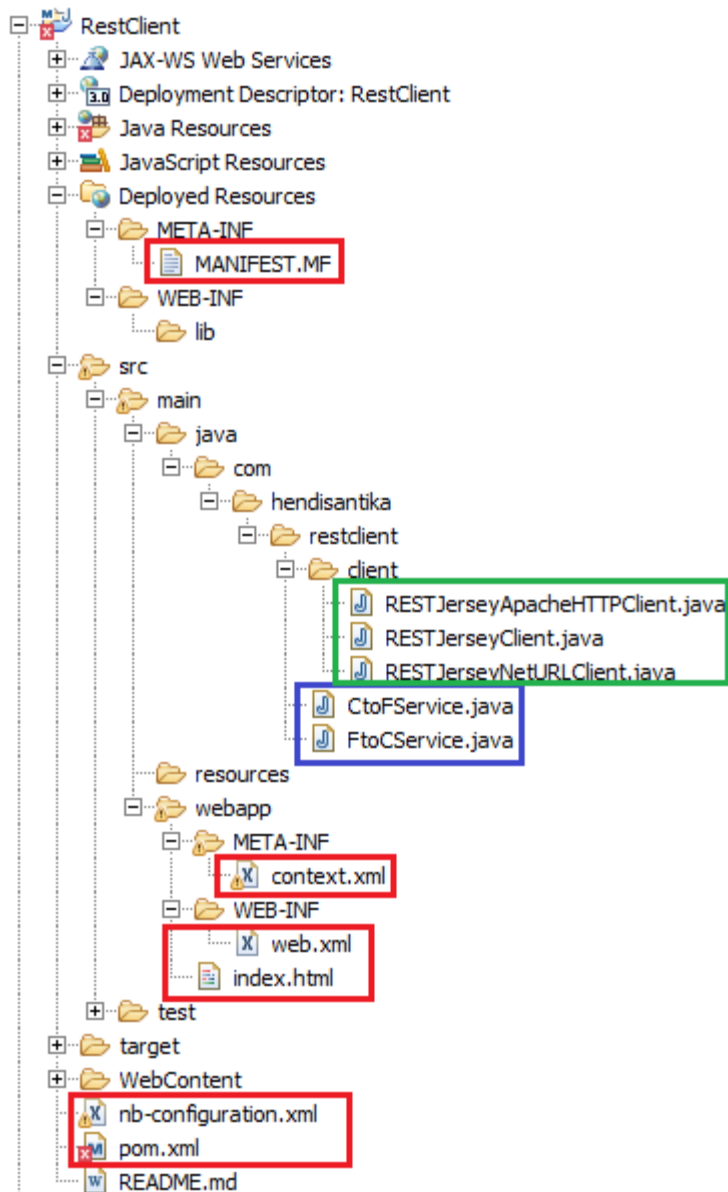 RestClient
JAX-WS Web Services
3.0 Deployment Descriptor: RestClient
Java Resources
JavaScript Resources
Deployed Resources
META-INF
MANIFEST.MF
WEB-INF
lib
src
main
java
com
hendisantika
restclient
client
RESTJerseyApacheHTTPClient.java
RESTJerseyClient.java
RESTJerseyNetURLClient.java
CtoFService.java
FtoCService.java
resources
webapp
META-INF
context.xml
WEB-INF
web.xml
index.html
test
target
WebContent
nb-configuration.xml
pom.xml
README.md